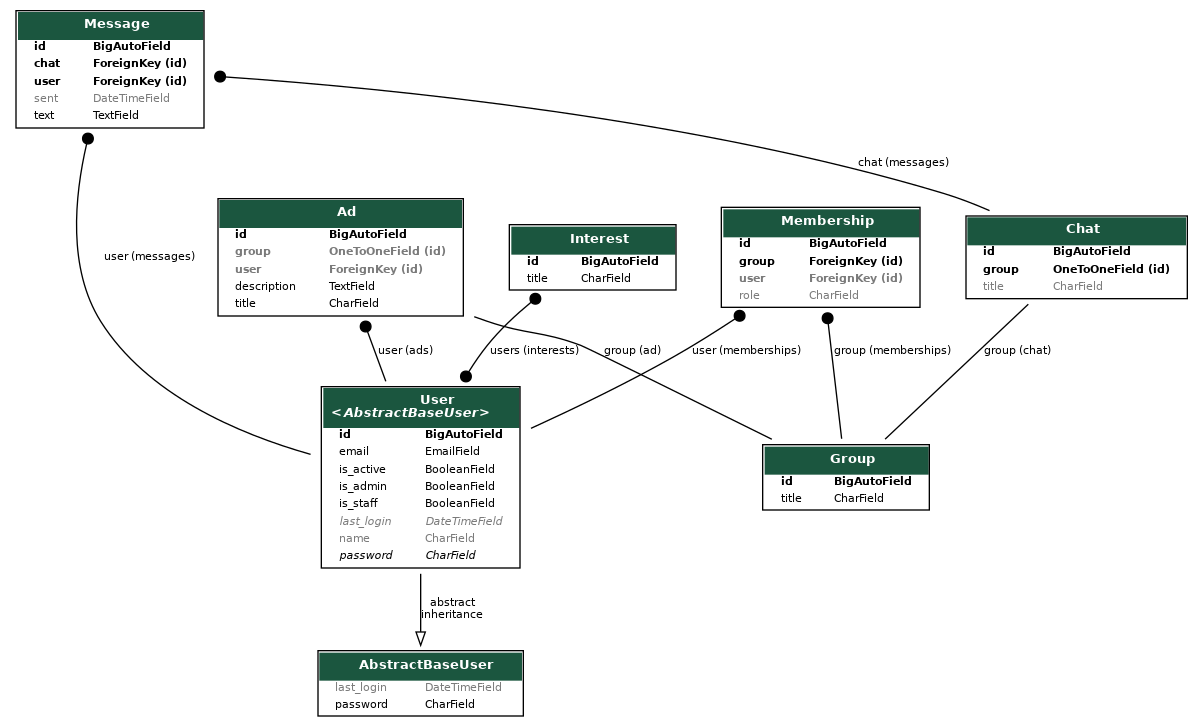 Message
id BigAutoField
chat ForeignKey (id)
user ForeignKey (id)
sent DateTimeField
text TextField
chat (messages)
user (messages)
Ad
id BigAutoField
group OneToOneField (id)
user ForeignKey (id)
description TextField
title CharField
Interest
id BigAutoField
title CharField
Membership
id BigAutoField
group ForeignKey (id)
user ForeignKey (id)
role CharField
Chat
id BigAutoField
group OneToOneField (id)
title CharField
user (ads)
users (interests)
group (ad)
user (memberships)
group (memberships)
group (chat)
User
<AbstractBaseUser>
id BigAutoField
email EmailField
is_active BooleanField
is_admin BooleanField
is_staff BooleanField
last_login DateTimeField
name CharField
password CharField
Group
id BigAutoField
title CharField
abstract
inheritance
AbstractBaseUser
last_login DateTimeField
password CharField